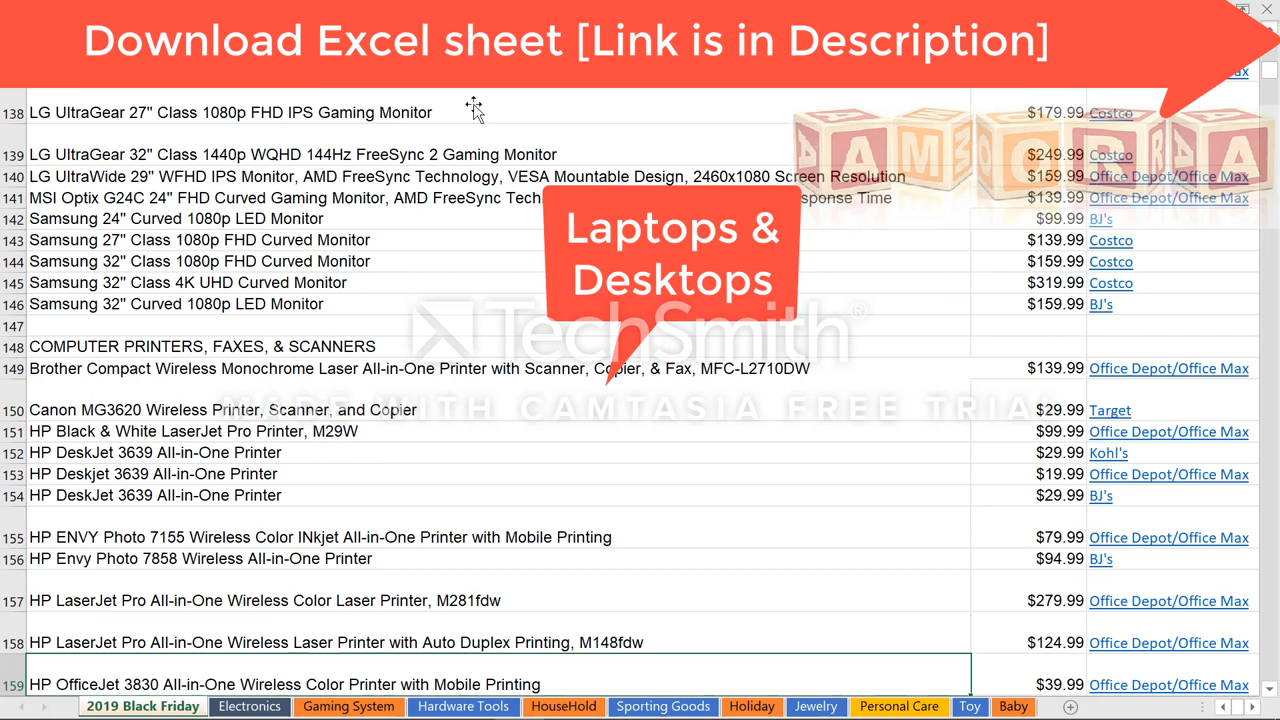 Download Excel sheet [Link is in Description]
138 LG UltraGear 27" Class 1080p FHD IPS Gaming Monitor $179.99 Costco
139 LG UltraGear 32" Class 1440p WQHD 144Hz FreeSync 2 Gaming Monitor $249.99 Costco
140 LG UltraWide 29" WFHD IPS Monitor, AMD FreeSync Technology, VESA Mountable Design, 2460x1080 Screen Resolution $159.99 Office Depot/Office Max
141 MSI Optix G24C 24" FHD Curved Gaming Monitor, AMD FreeSync Tech Time $139.99 Office Depot/Office Max
142 Samsung 24" Curved 1080p LED Monitor $99.99 BJ's
Laptops &
Desktops
143 Samsung 27" Class 1080p FHD Curved Monitor $139.99 Costco
144 Samsung 32" Class 1080p FHD Curved Monitor $159.99 Costco
145 Samsung 32" Class 4K UHD Curved Monitor $319.99 Costco
146 Samsung 32" Curved 1080p LED Monitor $159.99 BJ's
TechSmith®
147
148 COMPUTER PRINTERS, FAXES, & SCANNERS
149 Brother Compact Wireless Monochrome Laser All-in-One Printer with Scanner, Copier, & Fax, MFC-L2710DW $139.99 Office Depot/Office Max
MADE WITH CAMTASIA FREE TRIAL
150 Canon MG3620 Wireless Printer, Scanner, and Copier $29.99 Target
151 HP Black & White LaserJet Pro Printer, M29W $99.99 Office Depot/Office Max
152 HP DeskJet 3639 All-in-One Printer $29.99 Kohl's
153 HP Deskjet 3639 All-in-One Printer $19.99 Office Depot/Office Max
154 HP DeskJet 3639 All-in-One Printer $29.99 BJ's
155 HP ENVY Photo 7155 Wireless Color INkjet All-in-One Printer with Mobile Printing $79.99 Office Depot/Office Max
156 HP Envy Photo 7858 Wireless All-in-One Printer $94.99 BJ's
157 HP LaserJet Pro All-in-One Wireless Color Laser Printer, M281fdw $279.99 Office Depot/Office Max
158 HP LaserJet Pro All-in-One Wireless Laser Printer with Auto Duplex Printing, M148fdw $124.99 Office Depot/Office Max
159 HP OfficeJet 3830 All-in-One Wireless Color Printer with Mobile Printing $39.99 Office Depot/Office Max
2019 Black Friday Electronics Gaming System Hardware Tools HouseHold Sporting Goods Holiday Jewelry Personal Care Toy Baby